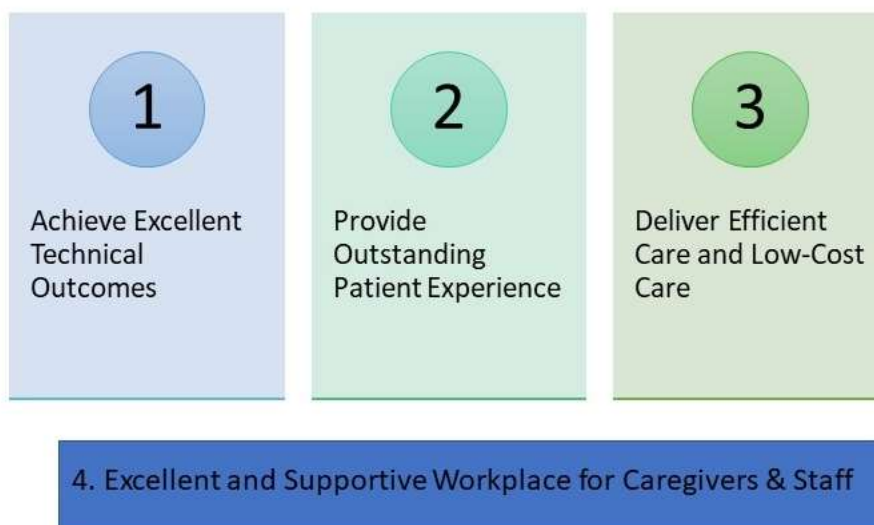 1
Achieve Excellent
Technical
Outcomes
2
Provide
Outstanding
Patient Experience
3
Deliver Efficient
Care and Low-Cost
Care
4. Excellent and Supportive Workplace for Caregivers & Staff